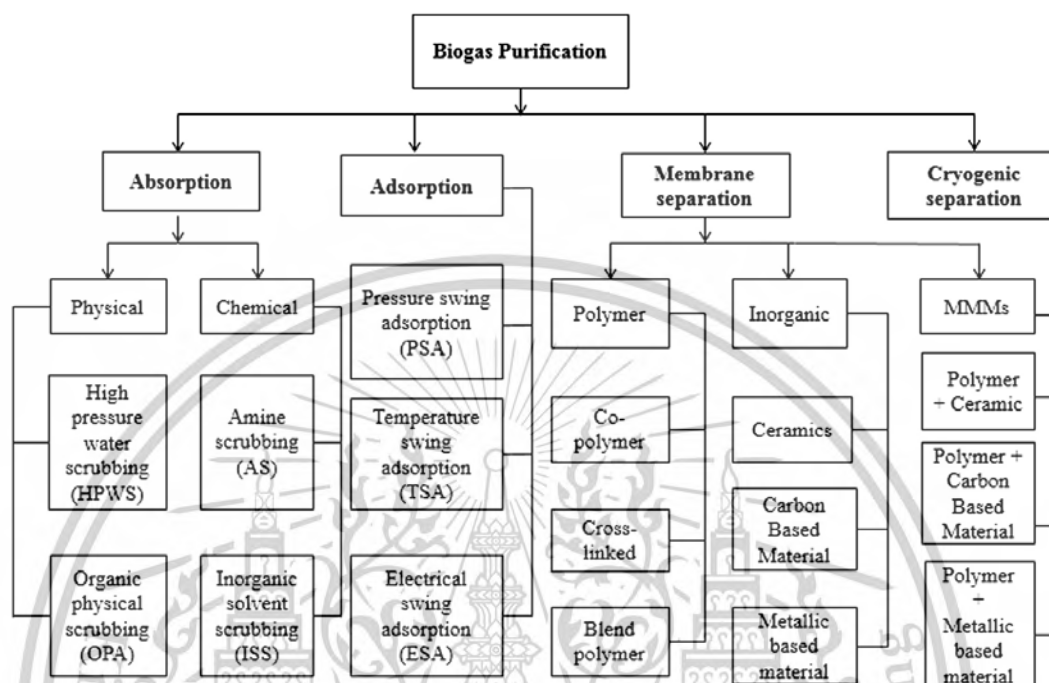 Biogas Purification
Absorption
Adsorption
Membrane
separation
Cryogenic
separation
Physical
Chemical
Pressure swing
adsorption
(PSA)
Polymer
Inorganic
MMMs
High
pressure
water
scrubbing
(HPWS)
Amine
scrubbing
(AS)
Temperature
swing
adsorption
(TSA)
Co-
polymer
Ceramics
Polymer
+ Ceramic
Polymer +
Carbon
Based
Material
Cross-
linked
Carbon
Based
Material
Organic
physical
scrubbing
(OPA)
Inorganic
solvent
scrubbing
(ISS)
Electrical
swing
adsorption
(ESA)
Blend
polymer
Metallic
based
material
Polymer
+
Metallic
based
material